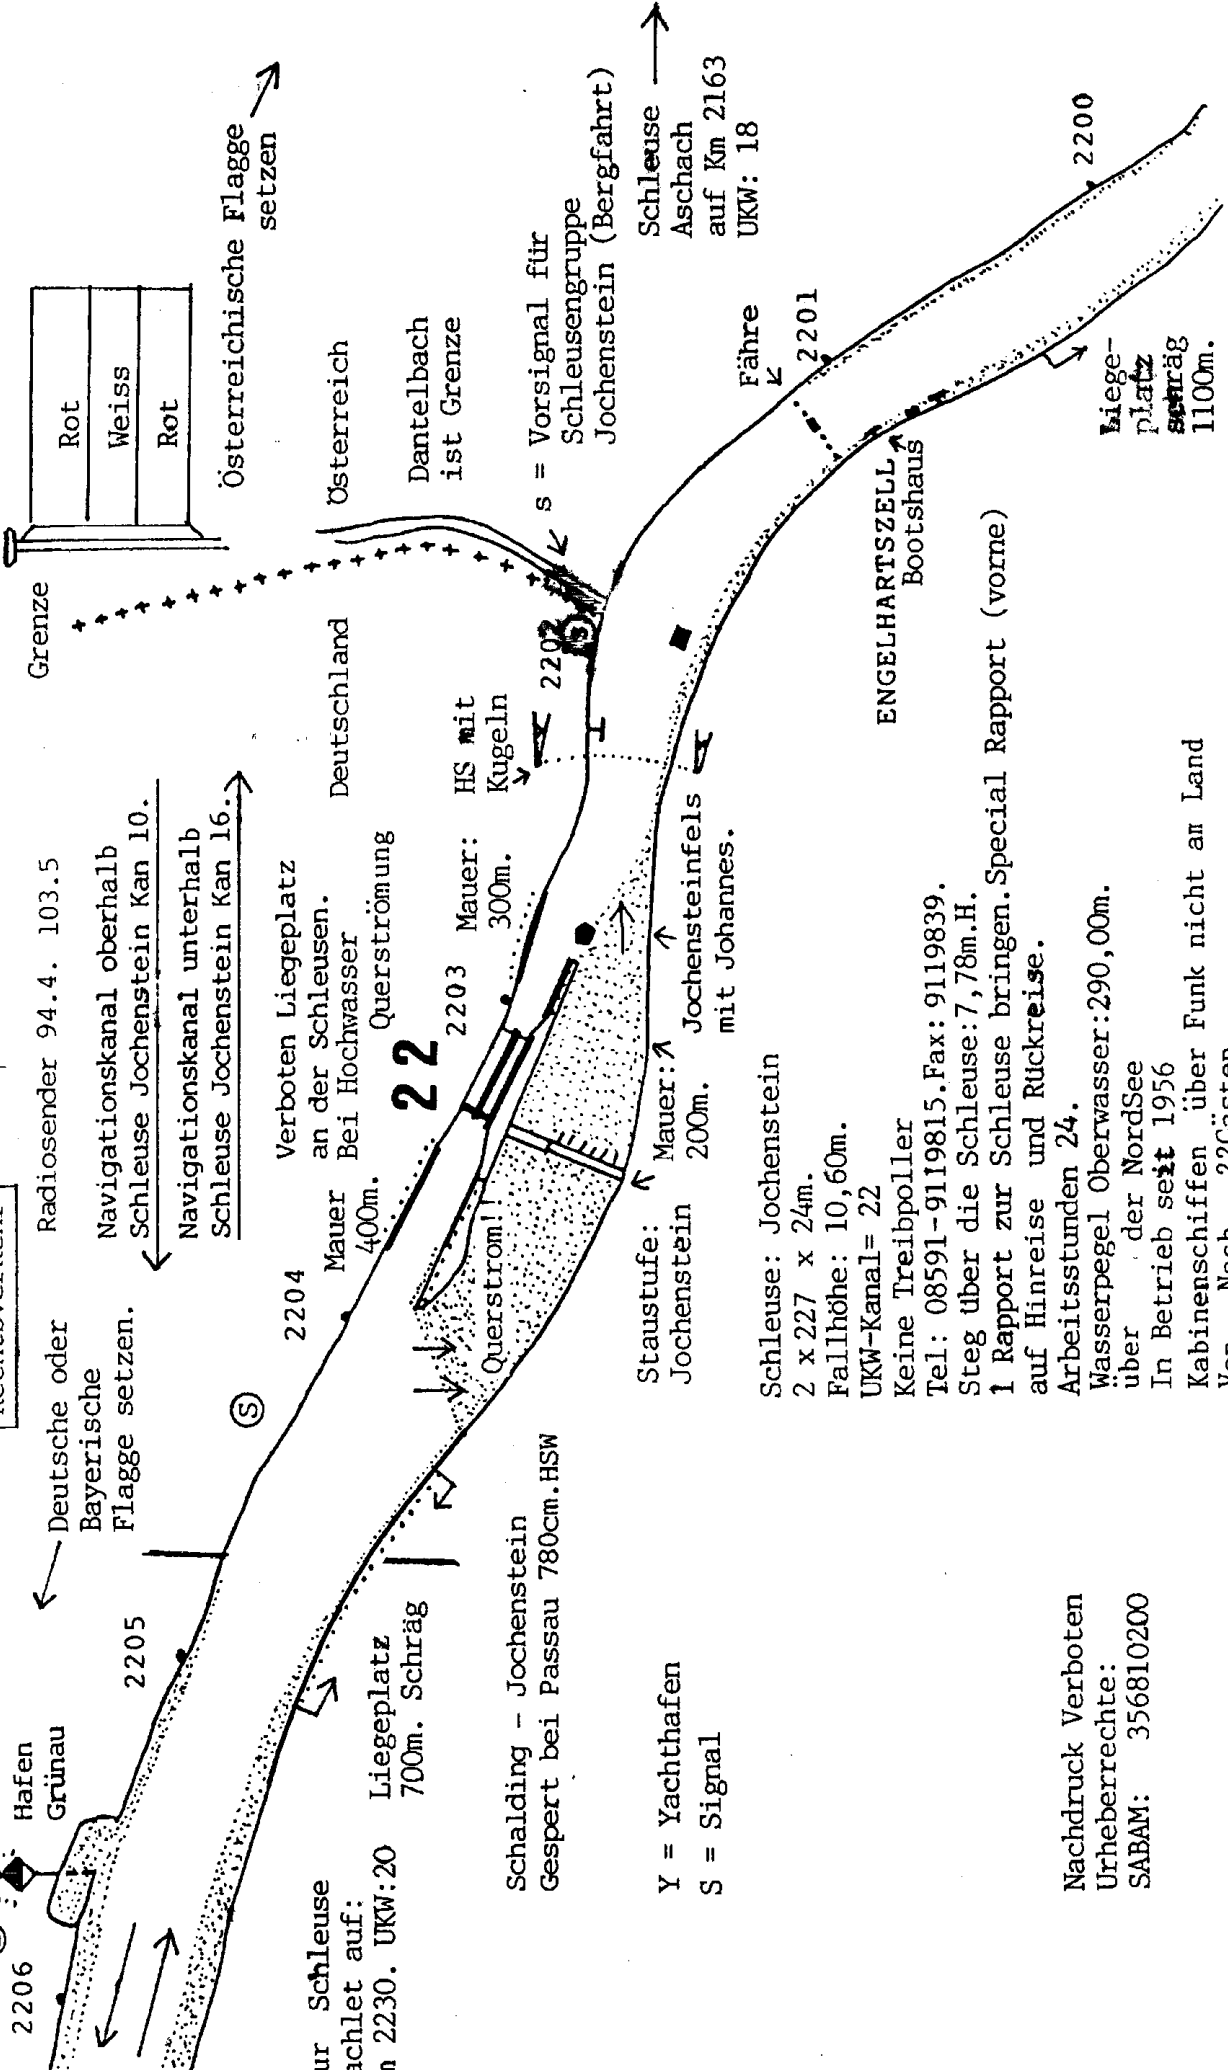 Rot
Weiss
Rot
Österreichische Flagge
setzen
Grenze
Österreich
Deutschland
Dantelbach
ist Grenze
s = Vorsignal für
Schleusengruppe
Jochenstein (Bergfahrt)
Schleuse
Aschach
auf Km 2163
UKW: 18
Radiosender 94.4. 103.5
Navigationskanal oberhalb
Schleuse Jochenstein Kan 10.
Navigationskanal unterhalb
Schleuse Jochenstein Kan 16.
Deutsche oder
Bayerische
Flagge setzen.
Verboten Liegeplatz
an der Schleusen.
Bei Hochwasser
Querströmung
22
Mauer
400m.
Mauer:
300m.
HS mit
Kugeln
2202
S
2203
2204
S
2205
2206
Hafen
Grünau
Fähre
2201
2200
Liege-
platz
schräg
1100m.
ENGELHARTSZELL
Bootshaus
Querstrom!!
Jochensteinfels
mit Johannes.
Mauer:
200m.
Staustufe:
Jochenstein
Liegeplatz
700m. Schräg
Schleuse
auf:
2230. UKW:20
Schalding - Jochenstein
Gespert bei Passau 780cm.HSW
Y = Yachthafen
S = Signal
Schleuse: Jochenstein
2 x 227 x 24m.
Fallhöhe: 10,60m.
UKW-Kanal= 22
Keine Treibpoller
Tel: 08591-9119815.Fax: 9119839.
Steg über die Schleuse:7,78m.H.
1 Rapport zur Schleuse bringen.Special Rapport (vorne)
auf Hinreise und Rückreise.
Arbeitsstunden 24.
Wasserpegel Oberwasser:290,00m.
über der NordSee
In Betrieb seit 1956
Kabinenschiffen über Funk nicht am Land
Nachdruck Verboten
Urheberrechte:
SABAM: 356810200